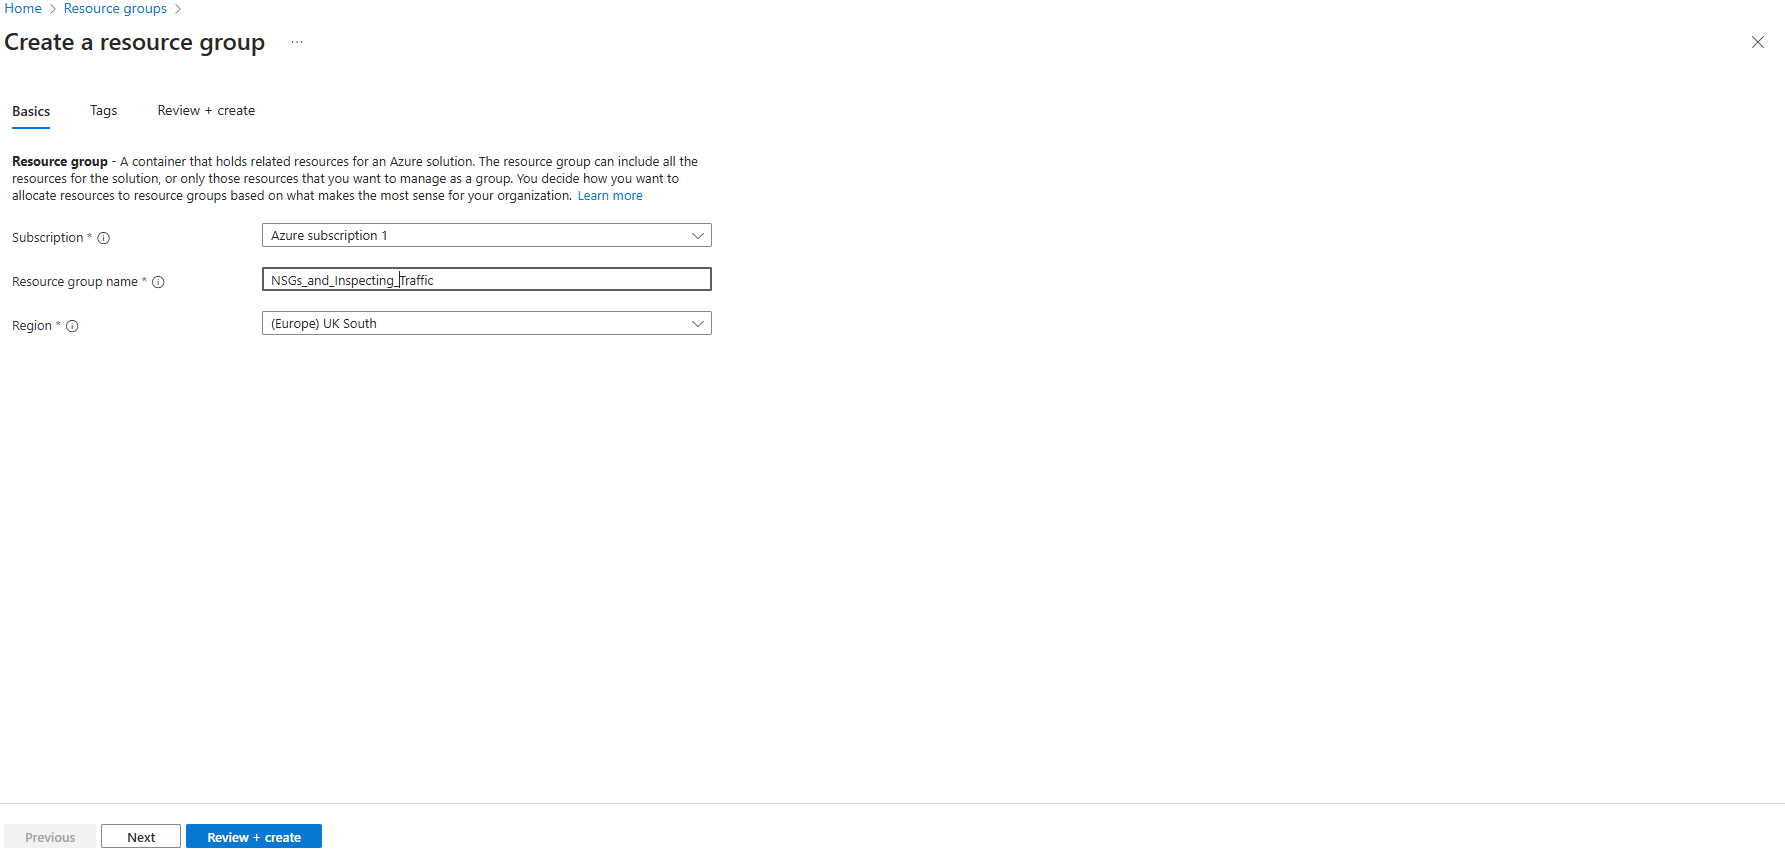 Home > Resource groups >
Create a resource group ...
Basics Tags Review + create
Resource group - A container that holds related resources for an Azure solution. The resource group can include all the
resources for the solution, or only those resources that you want to manage as a group. You decide how you want to
allocate resources to resource groups based on what makes the most sense for your organization. Learn more
Subscription * Azure subscription 1
Resource group name * NSGs_and_Inspecting_Traffic
Region * (Europe) UK South
Previous Next Review + create